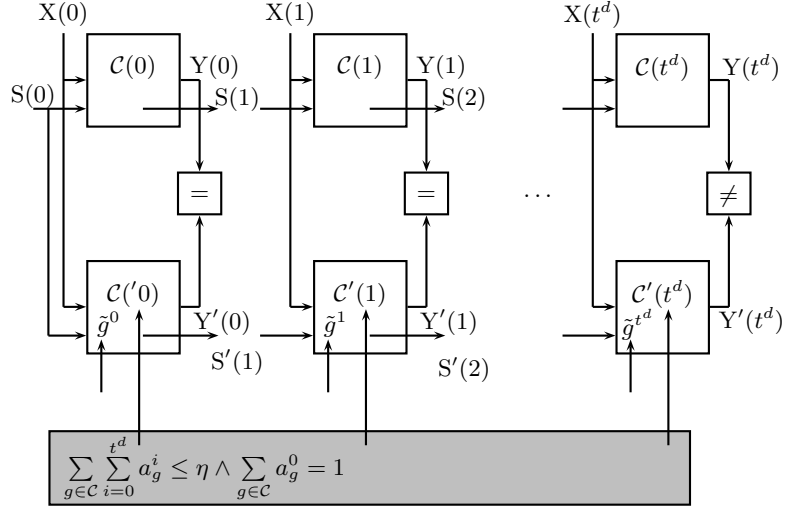 X(0) X(1) X(t^d)
C(0) Y(0) C(1) Y(1) C(t^d) Y(t^d)
S(0) S(1) S(2)
= = … ≠
C('0) C′(1) C′(t^d)
g̃^0 Y′(0) g̃^1 Y′(1) g̃^{t^d} Y′(t^d)
S′(1) S′(2)
∑_{g∈C} ∑_{i=0}^{t^d} a_g^i ≤ η ∧ ∑_{g∈C} a_g^0 = 1